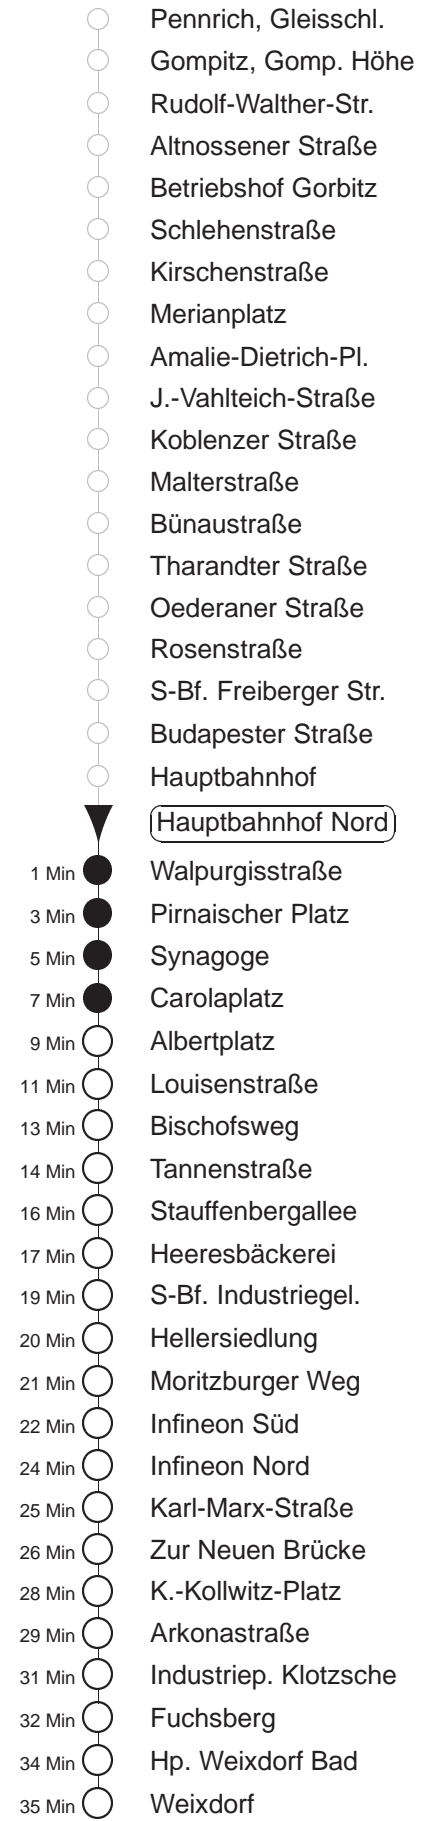 Pennrich, Gleisschl.
Gompitz, Gomp. Höhe
Rudolf-Walther-Str.
Altnossener Straße
Betriebshof Gorbitz
Schlehenstraße
Kirschenstraße
Merianplatz
Amalie-Dietrich-Pl.
J.-Vahlteich-Straße
Koblenzer Straße
Malterstraße
Bünaustraße
Tharandter Straße
Oederaner Straße
Rosenstraße
S-Bf. Freiberger Str.
Budapester Straße
Hauptbahnhof
Hauptbahnhof Nord
1 Min Walpurgisstraße
3 Min Pirnaischer Platz
5 Min Synagoge
7 Min Carolaplatz
9 Min Albertplatz
11 Min Louisenstraße
13 Min Bischofsweg
14 Min Tannenstraße
16 Min Stauffenbergallee
17 Min Heeresbäckerei
19 Min S-Bf. Industriegel.
20 Min Hellersiedlung
21 Min Moritzburger Weg
22 Min Infineon Süd
24 Min Infineon Nord
25 Min Karl-Marx-Straße
26 Min Zur Neuen Brücke
28 Min K.-Kollwitz-Platz
29 Min Arkonastraße
31 Min Industriep. Klotzsche
32 Min Fuchsberg
34 Min Hp. Weixdorf Bad
35 Min Weixdorf